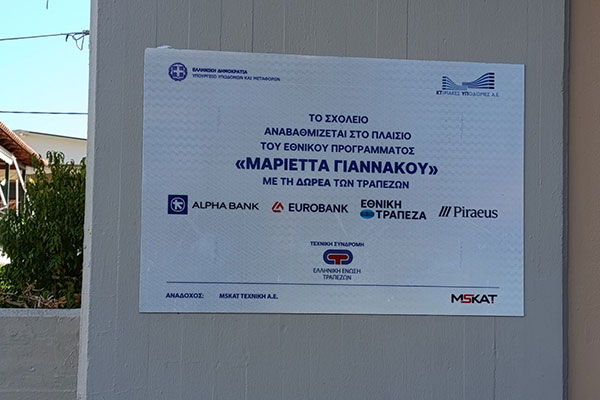 ΕΛΛΗΝΙΚΗ ΔΗΜΟΚΡΑΤΙΑ
ΥΠΟΥΡΓΕΙΟ ΥΠΟΔΟΜΩΝ ΚΑΙ ΜΕΤΑΦΟΡΩΝ
ΚΤΙΡΙΑΚΕΣ ΥΠΟΔΟΜΕΣ Α.Ε.
ΤΟ ΣΧΟΛΕΙΟ
ΑΝΑΒΑΘΜΙΖΕΤΑΙ ΣΤΟ ΠΛΑΙΣΙΟ
ΤΟΥ ΕΘΝΙΚΟΥ ΠΡΟΓΡΑΜΜΑΤΟΣ
«ΜΑΡΙΕΤΤΑ ΓΙΑΝΝΑΚΟΥ»
ΜΕ ΤΗ ΔΩΡΕΑ ΤΩΝ ΤΡΑΠΕΖΩΝ
ALPHA BANK
EUROBANK
ΕΘΝΙΚΗ
ΤΡΑΠΕΖΑ
Piraeus
ΤΕΧΝΙΚΗ ΣΥΝΔΡΟΜΗ
ΕΛΛΗΝΙΚΗ ΕΝΩΣΗ
ΤΡΑΠΕΖΩΝ
ΑΝΑΔΟΧΟΣ: MSKAT ΤΕΧΝΙΚΗ Α.Ε.
MSKAT